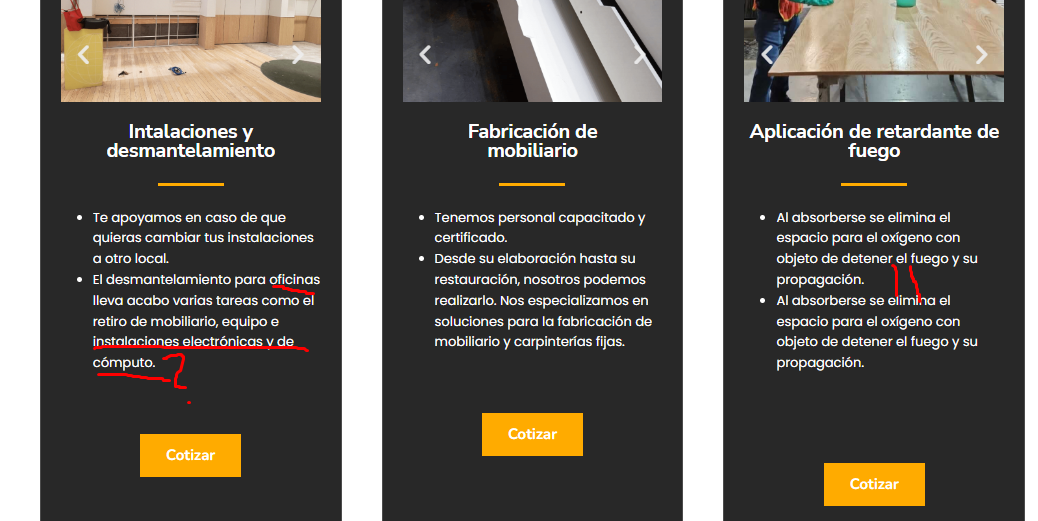 Intalaciones y
desmantelamiento
Te apoyamos en caso de que
quieras cambiar tus instalaciones
a otro local.
El desmantelamiento para oficinas
lleva acabo varias tareas como el
retiro de mobiliario, equipo e
instalaciones electrónicas y de
cómputo.
?
Cotizar
Fabricación de
mobiliario
Tenemos personal capacitado y
certificado.
Desde su elaboración hasta su
restauración, nosotros podemos
realizarlo. Nos especializamos en
soluciones para la fabricación de
mobiliario y carpinterías fijas.
Cotizar
Aplicación de retardante de
fuego
Al absorberse se elimina el
espacio para el oxígeno con
objeto de detener el fuego y su
propagación.
Al absorberse se elimina el
espacio para el oxígeno con
objeto de detener el fuego y su
propagación.
Cotizar